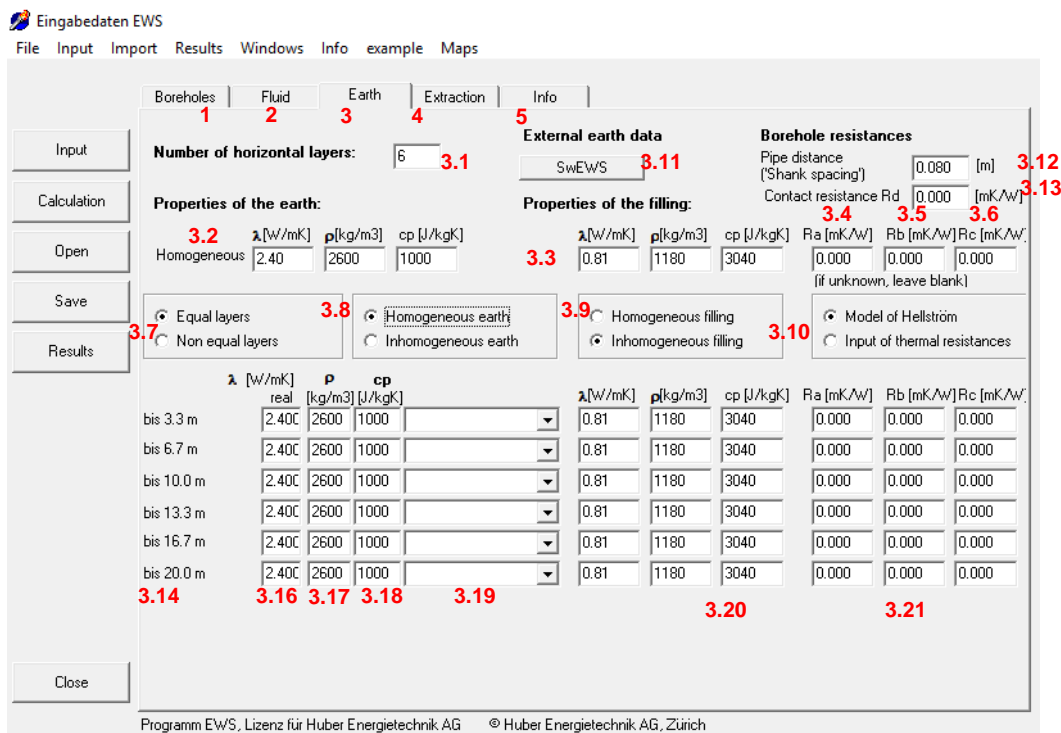 Eingabedaten EWS
File Input Import Results Windows Info example Maps
Boreholes Fluid Earth Extraction Info
1 2 3 4 5
Input
Calculation
Open
Save
Results
Close
Number of horizontal layers: 6 3.1
External earth data
SwEWS 3.11
Borehole resistances
Pipe distance
('Shank spacing') 0.080 [m] 3.12
Contact resistance Rd 0.000 [mK/W] 3.13
Properties of the earth:
Properties of the filling:
3.4 3.5 3.6
3.2 λ[W/mK] ρ[kg/m3] cp [J/kgK]
Homogeneous 2.40 2600 1000
3.3 λ[W/mK] ρ[kg/m3] cp [J/kgK] Ra [mK/W] Rb [mK/W] Rc [mK/W]
0.81 1180 3040 0.000 0.000 0.000
(if unknown, leave blank)
3.7 Equal layers
Non equal layers
3.8 Homogeneous earth
Inhomogeneous earth
3.9 Homogeneous filling
Inhomogeneous filling
3.10 Model of Hellström
Input of thermal resistances
λ [W/mK] ρ cp
real [kg/m3] [J/kgK] λ[W/mK] ρ[kg/m3] cp [J/kgK] Ra [mK/W] Rb [mK/W] Rc [mK/W]
bis 3.3 m 2.400 2600 1000 0.81 1180 3040 0.000 0.000 0.000
bis 6.7 m 2.400 2600 1000 0.81 1180 3040 0.000 0.000 0.000
bis 10.0 m 2.400 2600 1000 0.81 1180 3040 0.000 0.000 0.000
bis 13.3 m 2.400 2600 1000 0.81 1180 3040 0.000 0.000 0.000
bis 16.7 m 2.400 2600 1000 0.81 1180 3040 0.000 0.000 0.000
bis 20.0 m 2.400 2600 1000 0.81 1180 3040 0.000 0.000 0.000
3.14 3.16 3.17 3.18 3.19 3.20 3.21
Programm EWS, Lizenz für Huber Energietechnik AG © Huber Energietechnik AG, Zürich